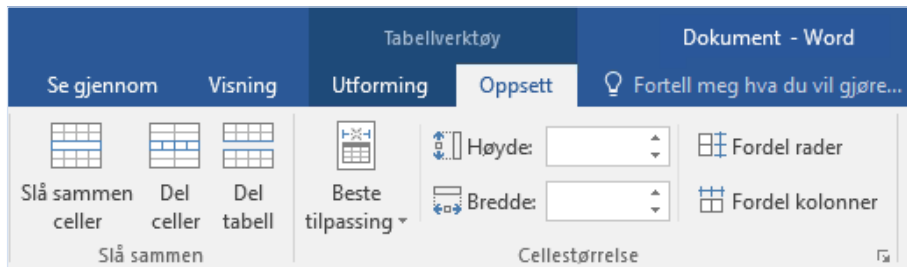 Tabellverktøy
Dokument - Word
Se gjennom Visning Utforming Oppsett Fortell meg hva du vil gjøre...
Slå sammen
celler
Del
celler
Del
tabell
Slå sammen
Beste
tilpassing
Høyde:
Bredde:
Fordel rader
Fordel kolonner
Cellestørrelse